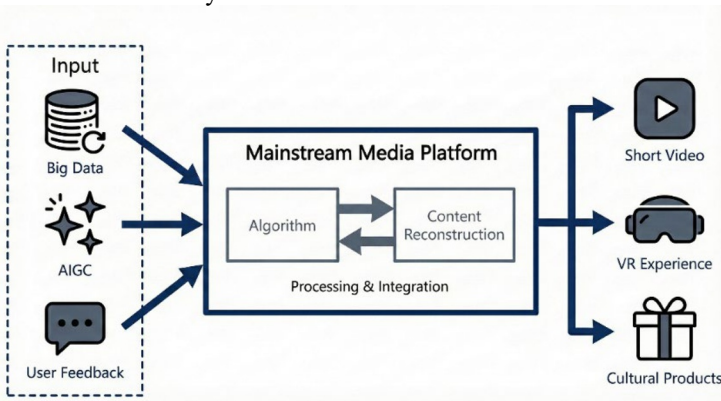 y
Input
Big Data
AIGC
User Feedback
Mainstream Media Platform
Algorithm
Content
Reconstruction
Processing & Integration
Short Video
VR Experience
Cultural Products